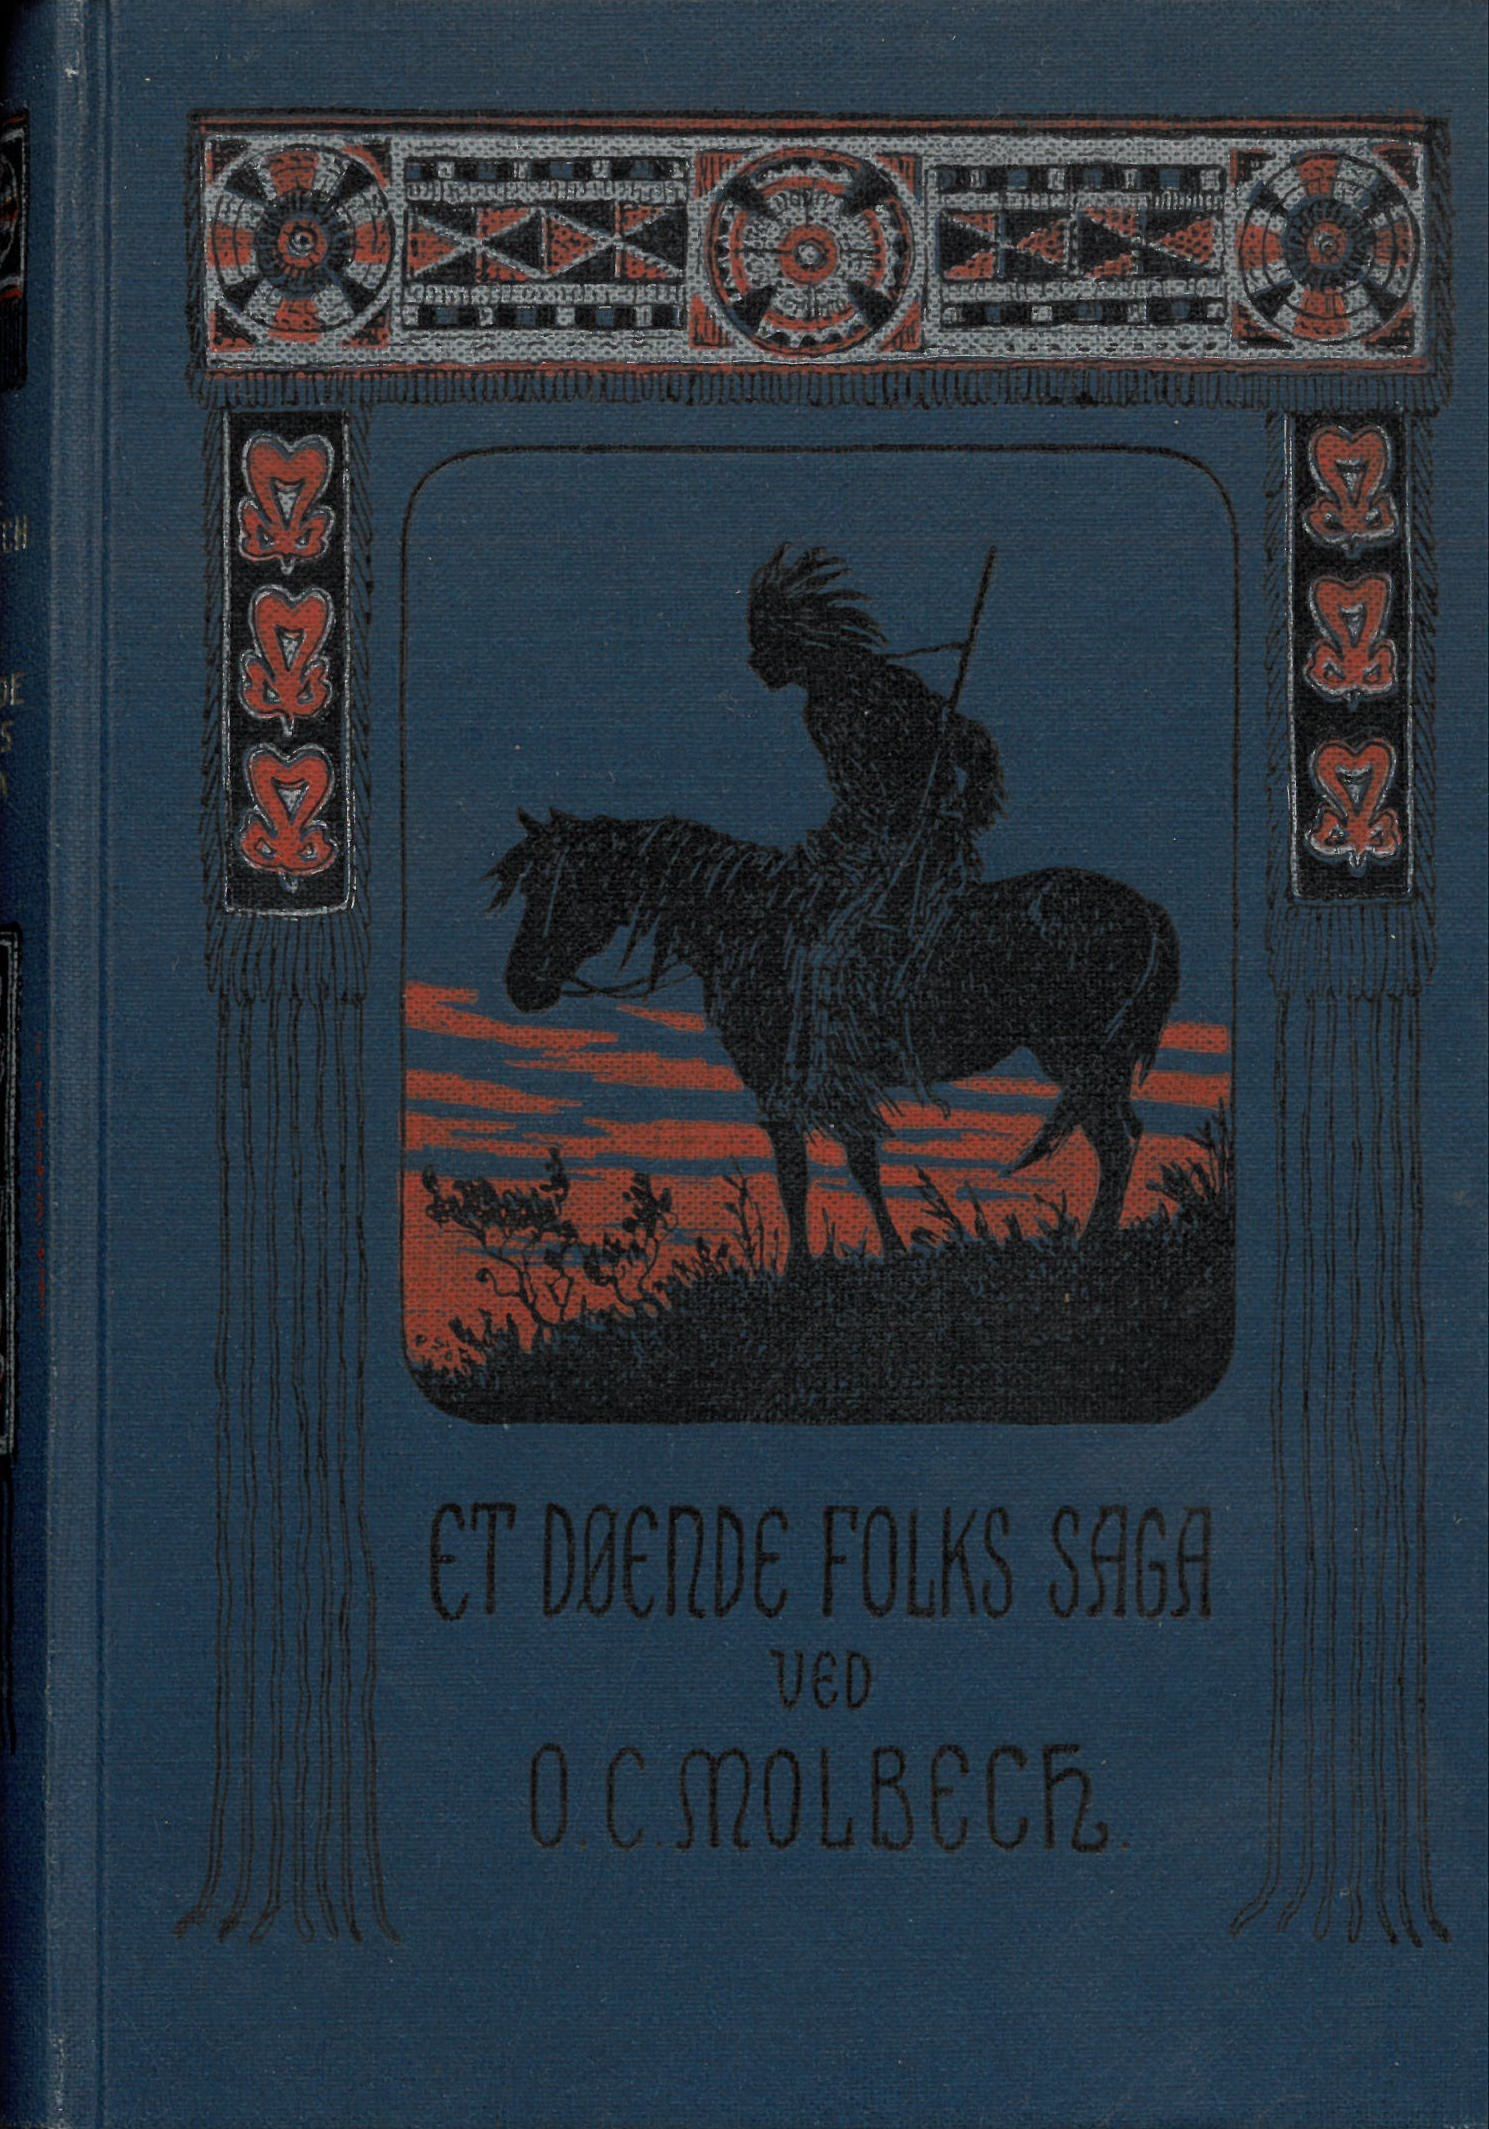 ET DØENDE FOLKS SAGA
VED
O. C. MOLBECH.